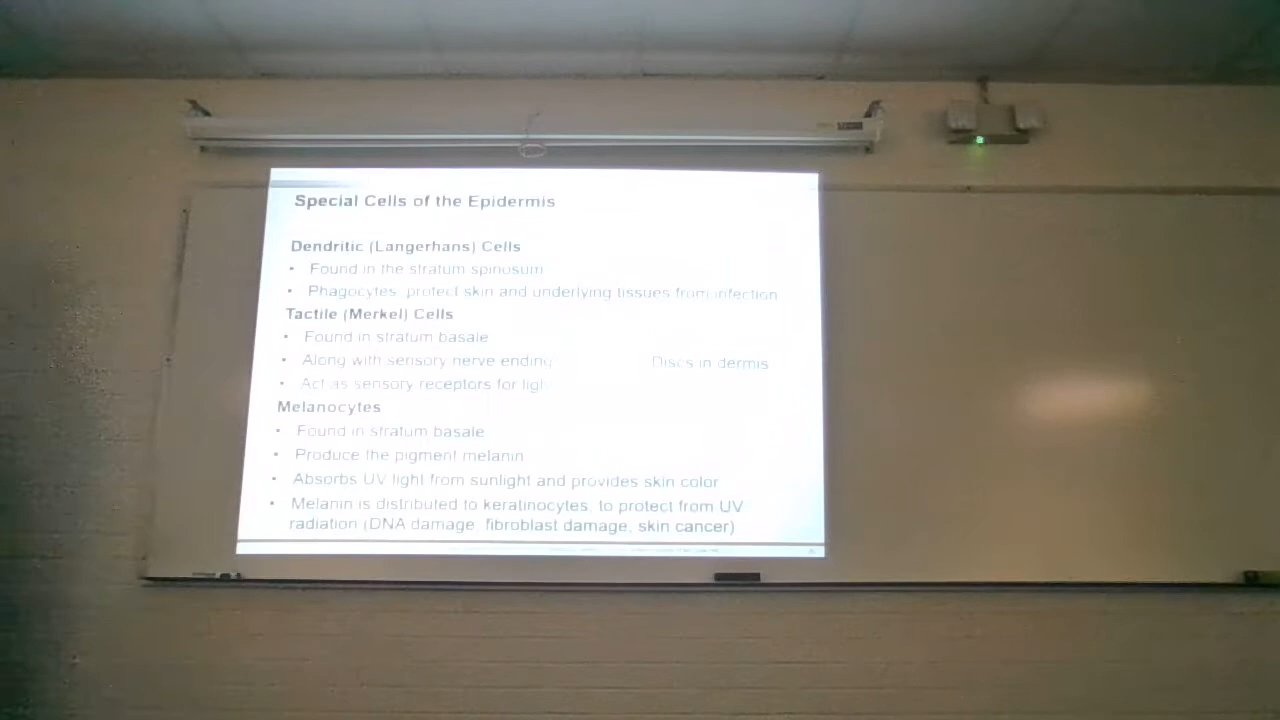 Special Cells of the Epidermis
Dendritic (Langerhans) Cells
• Found in the stratum spinosum
• Phagocytes protect skin and underlying tissues from infection
Tactile (Merkel) Cells
• Found in stratum basale
• Along with sensory nerve ending Discs in dermis
• Act as sensory receptors for
Melanocytes
• Found in stratum basale
• Produce the pigment melanin
• Absorbs UV light from sunlight and provides skin color
• Melanin is distributed to keratinocytes to protect from UV
radiation (DNA damage, fibroblast damage, skin cancer)